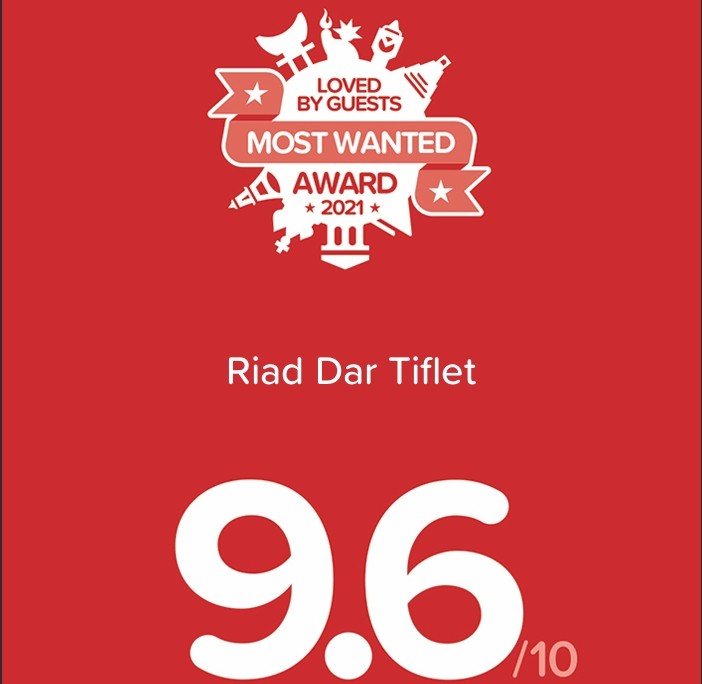 LOVED
BY GUESTS
MOST WANTED
AWARD
★ 2021 ★
Riad Dar Tiflet
9.6/10